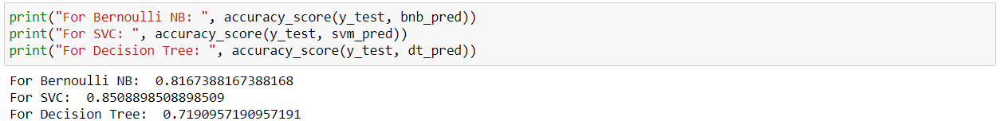 print("For Bernoulli NB: ", accuracy_score(y_test, bnb_pred))
print("For SVC: ", accuracy_score(y_test, svm_pred))
print("For Decision Tree: ", accuracy_score(y_test, dt_pred))
For Bernoulli NB:  0.8167388167388168
For SVC:  0.8508898508898509
For Decision Tree:  0.7190957190957191